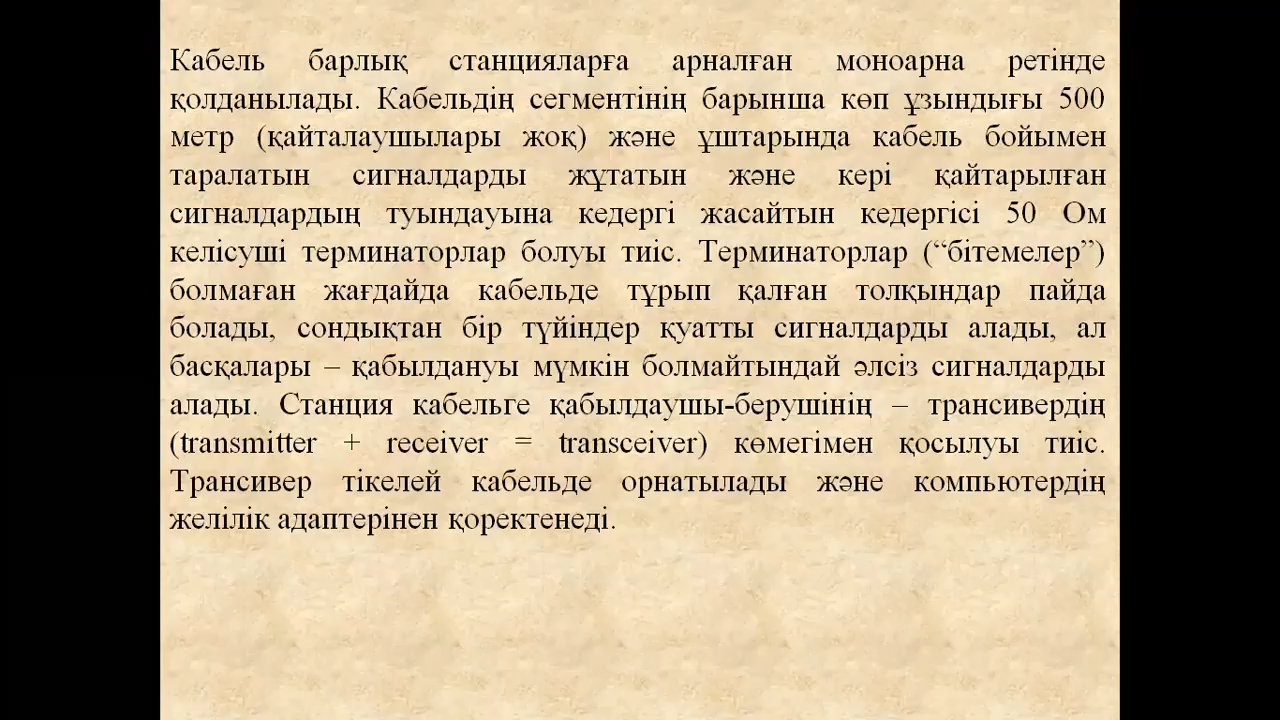 Кабель барлық станцияларға арналған моноарна ретінде
қолданылады. Кабельдің сегментінің барынша көп ұзындығы 500
метр (қайталаушылары жоқ) және ұштарында кабель бойымен
таралатын сигналдарды жұтатын және кері қайтарылған
сигналдардың туындауына кедергі жасайтын кедергісі 50 Ом
келісуші терминаторлар болуы тиіс. Терминаторлар (“бітемелер”)
болмаған жағдайда кабельде тұрып қалған толқындар пайда
болады, сондықтан бір түйіндер қуатты сигналдарды алады, ал
басқалары – қабылдануы мүмкін болмайтындай әлсіз сигналдарды
алады. Станция кабельге қабылдаушы-берушінің – трансивердің
(transmitter + receiver = transceiver) көмегімен қосылуы тиіс.
Трансивер тікелей кабельде орнатылады және компьютердің
желілік адаптерінен қоректенеді.